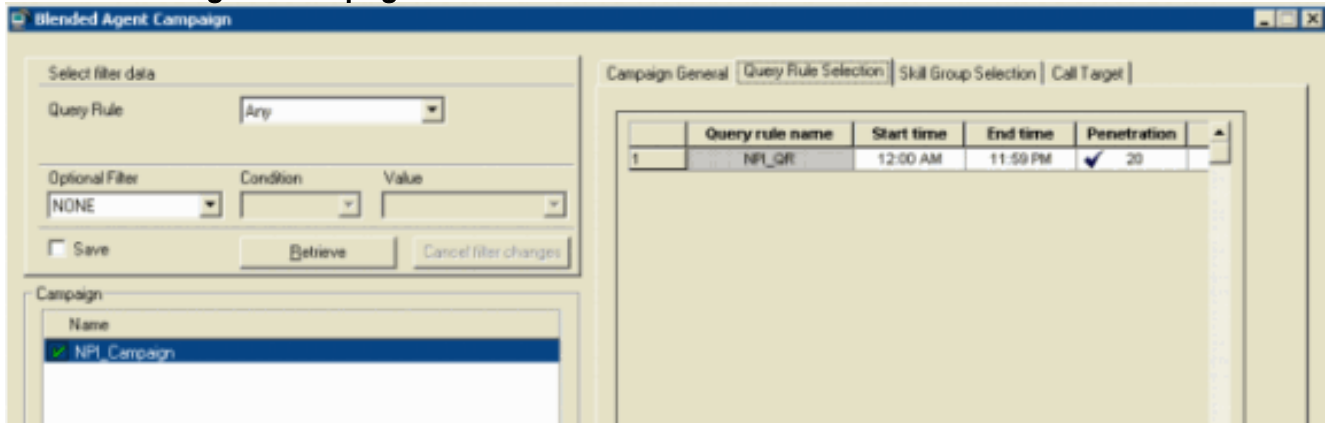 Blended Agent Campaign
Select filter data
Query Rule
Any
Optional Filter Condition Value
NONE
Save Retrieve Cancel filter changes
Campaign
Name
NPI_Campaign
Campaign General Query Rule Selection Skill Group Selection Call Target
Query rule name Start time End time Penetration
1 NPI_QR 12:00 AM 11:59 PM 20